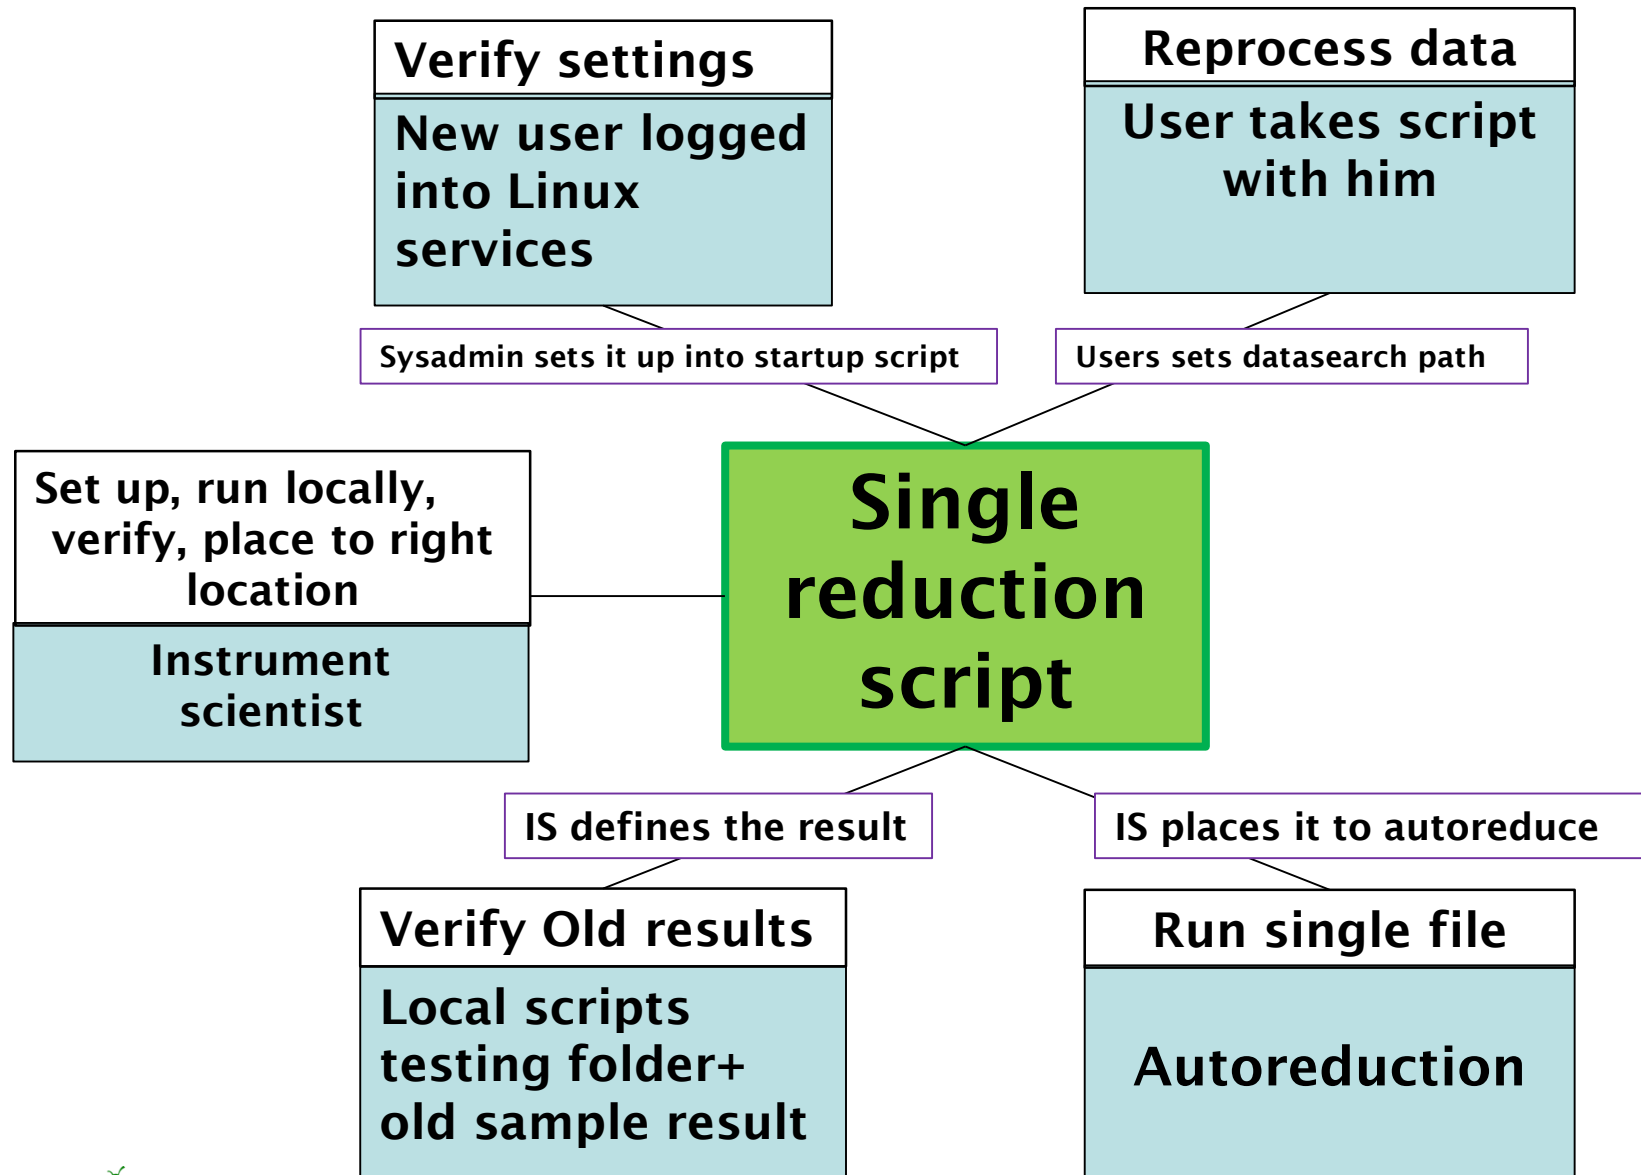 Verify settings
New user logged
into Linux
services
Reprocess data
User takes script
with him
Sysadmin sets it up into startup script
Users sets datasearch path
Set up, run locally,
verify, place to right
location
Instrument
scientist
Single
reduction
script
IS defines the result
IS places it to autoreduce
Verify Old results
Local scripts
testing folder+
old sample result
Run single file
Autoreduction